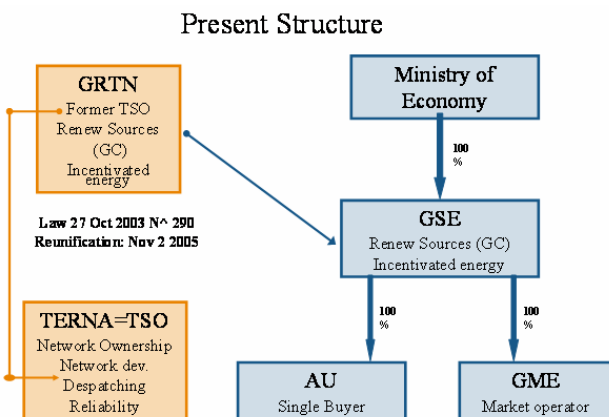 Present Structure
GRTN
Former TSO
Renew Sources
(GC)
Incentivated
energy
Ministry of
Economy
100
%
Law 27 Oct 2003 N^ 290
Reunification: Nov 2 2005
GSE
Renew Sources (GC)
Incentivated energy
100
%
100
%
TERNA=TSO
Network Ownership
Network dev.
Despatching
Reliability
AU
Single Buyer
GME
Market operator